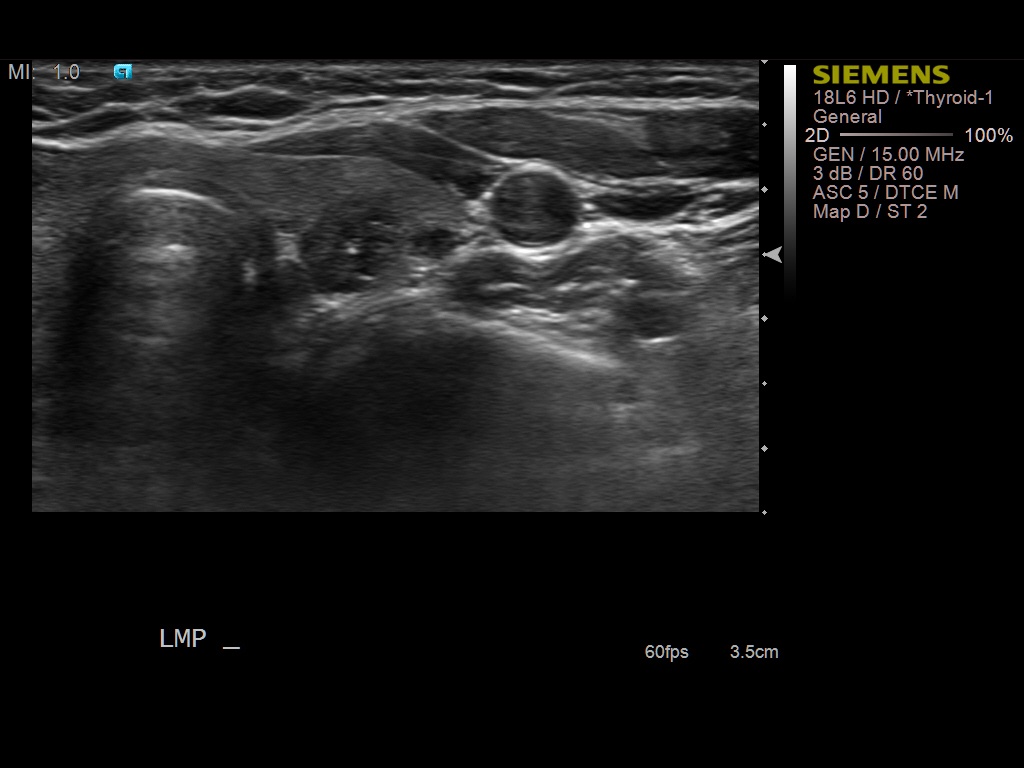 MI: 1.0
SIEMENS
18L6 HD / *Thyroid-1
General
2D 100%
GEN / 15.00 MHz
3 dB / DR 60
ASC 5 / DTCE M
Map D / ST 2
LMP _
60fps 3.5cm